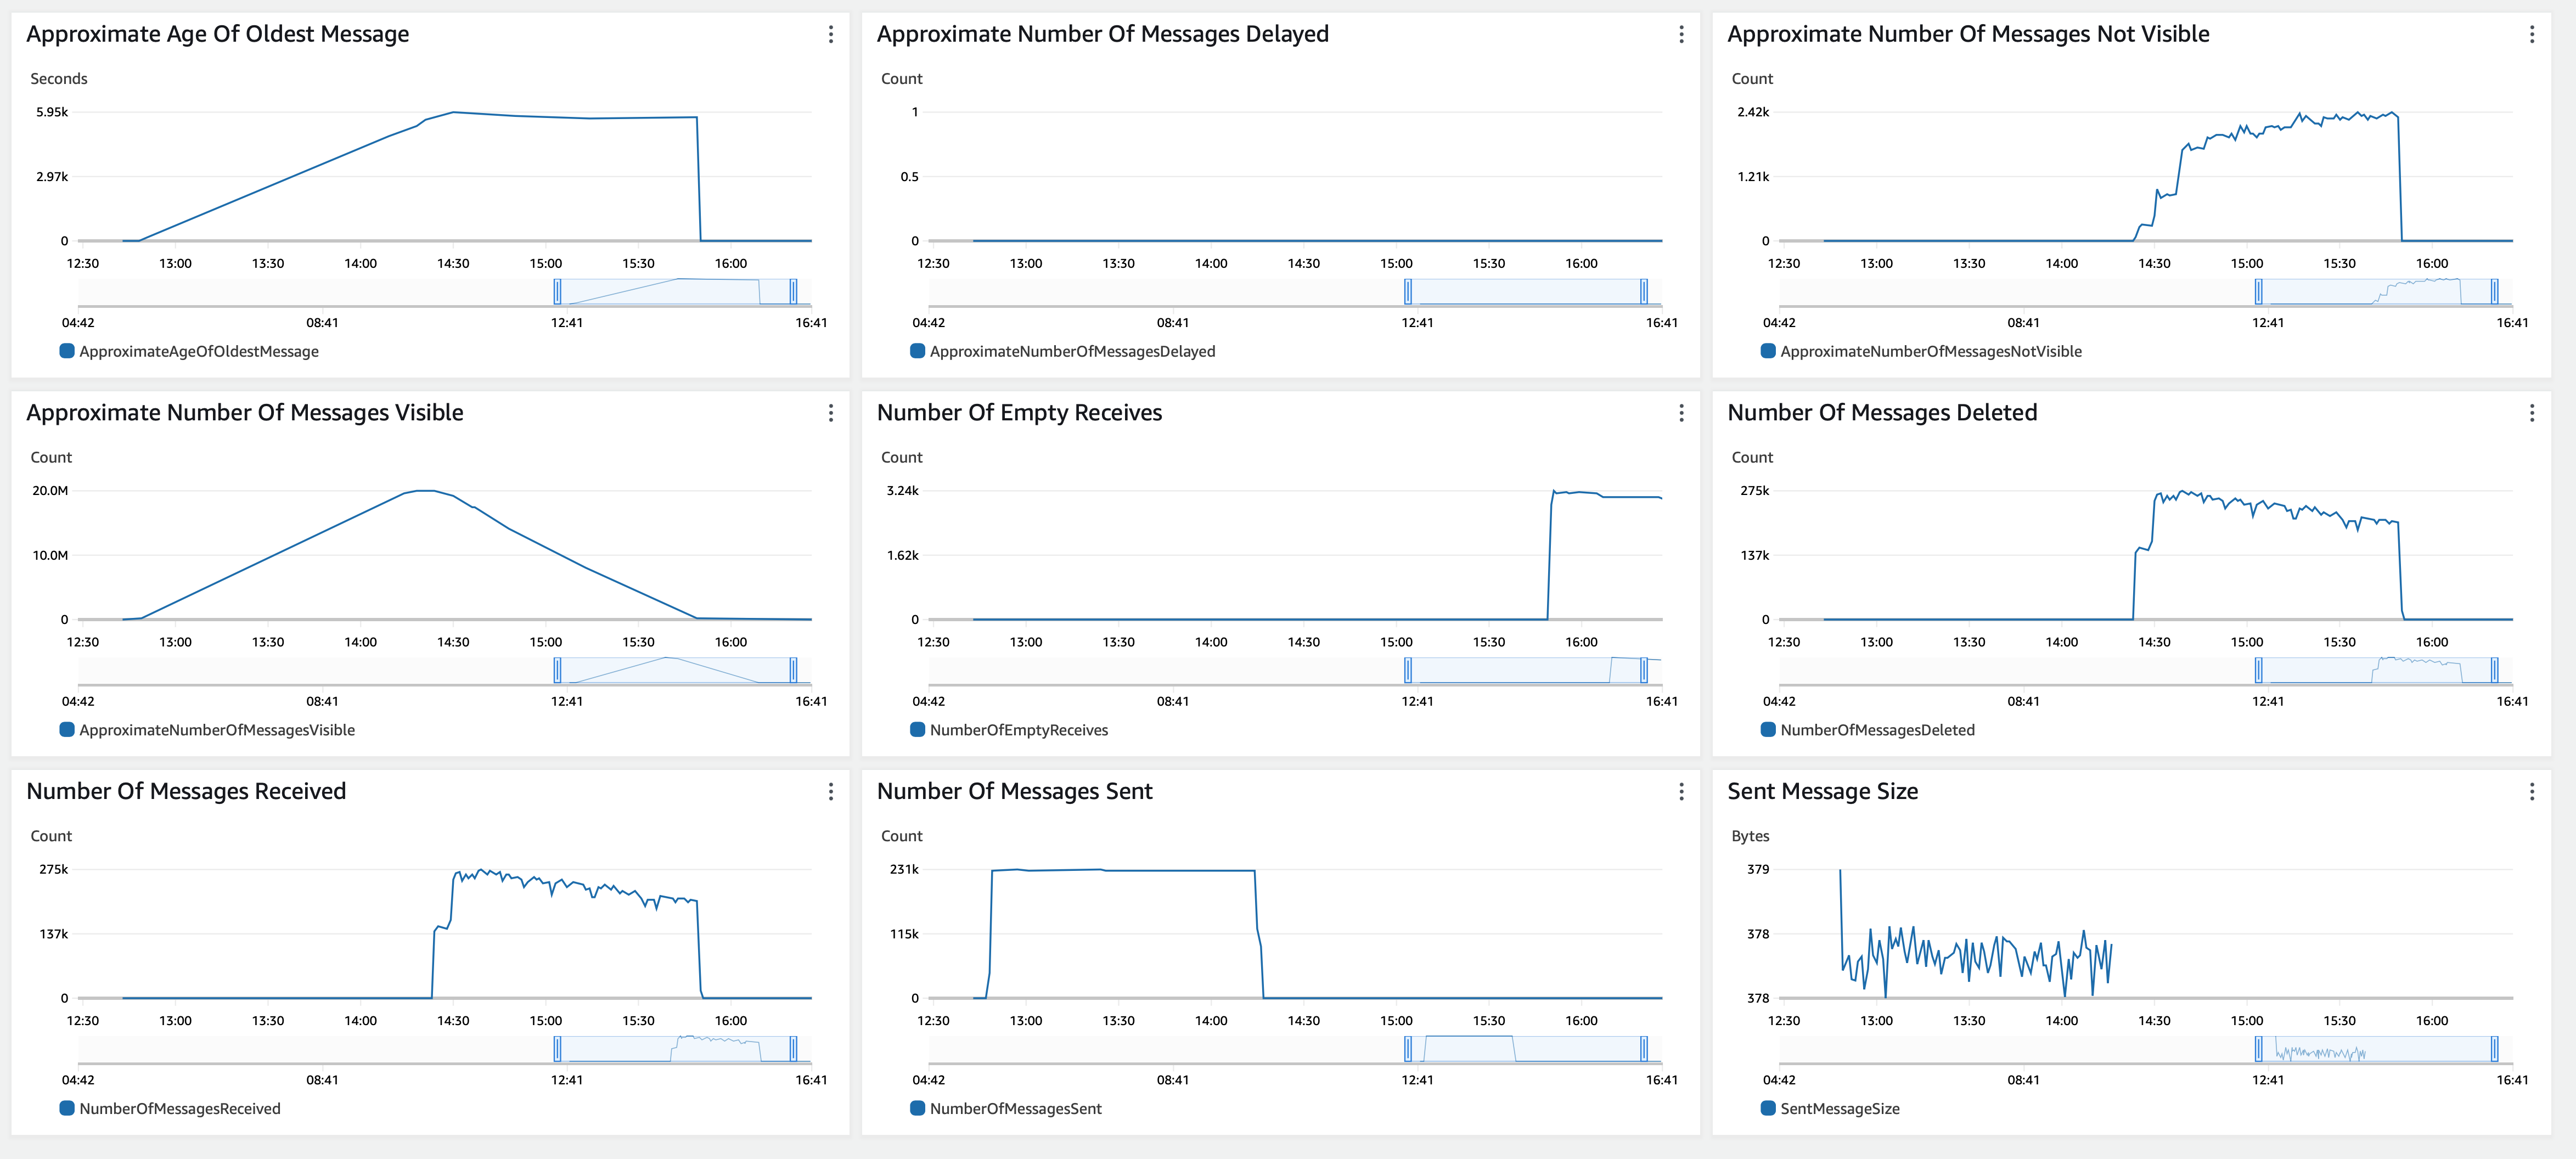 Approximate Age Of Oldest Message
Seconds
5.95k
2.97k
0
12:30 13:00 13:30 14:00 14:30 15:00 15:30 16:00
04:42 08:41 12:41 16:41
ApproximateAgeOfOldestMessage
Approximate Number Of Messages Delayed
Count
1
0.5
0
12:30 13:00 13:30 14:00 14:30 15:00 15:30 16:00
04:42 08:41 12:41 16:41
ApproximateNumberOfMessagesDelayed
Approximate Number Of Messages Not Visible
Count
2.42k
1.21k
0
12:30 13:00 13:30 14:00 14:30 15:00 15:30 16:00
04:42 08:41 12:41 16:41
ApproximateNumberOfMessagesNotVisible
Approximate Number Of Messages Visible
Count
20.0M
10.0M
0
12:30 13:00 13:30 14:00 14:30 15:00 15:30 16:00
04:42 08:41 12:41 16:41
ApproximateNumberOfMessagesVisible
Number Of Empty Receives
Count
3.24k
1.62k
0
12:30 13:00 13:30 14:00 14:30 15:00 15:30 16:00
04:42 08:41 12:41 16:41
NumberOfEmptyReceives
Number Of Messages Deleted
Count
275k
137k
0
12:30 13:00 13:30 14:00 14:30 15:00 15:30 16:00
04:42 08:41 12:41 16:41
NumberOfMessagesDeleted
Number Of Messages Received
Count
275k
137k
0
12:30 13:00 13:30 14:00 14:30 15:00 15:30 16:00
04:42 08:41 12:41 16:41
NumberOfMessagesReceived
Number Of Messages Sent
Count
231k
115k
0
12:30 13:00 13:30 14:00 14:30 15:00 15:30 16:00
04:42 08:41 12:41 16:41
NumberOfMessagesSent
Sent Message Size
Bytes
379
378
378
12:30 13:00 13:30 14:00 14:30 15:00 15:30 16:00
04:42 08:41 12:41 16:41
SentMessageSize